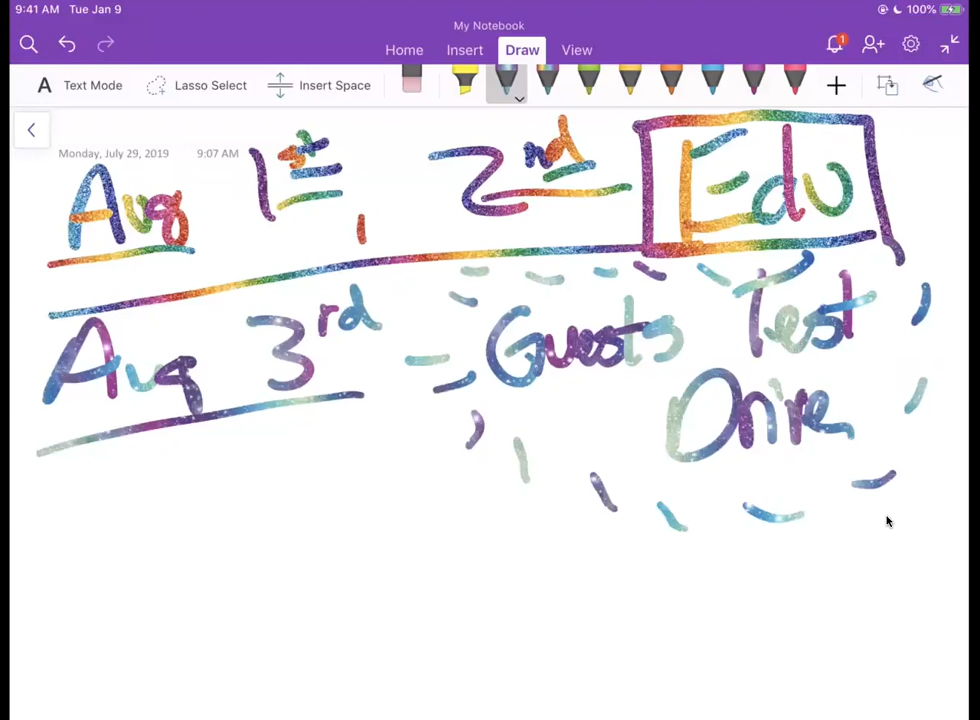 9:41 AM Tue Jan 9 100%
My Notebook
Home Insert Draw View 1
Text Mode Lasso Select Insert Space
Monday, July 29, 2019 9:07 AM
Aug 1st, 2nd Edu
Aug 3rd Guests Test
Drive